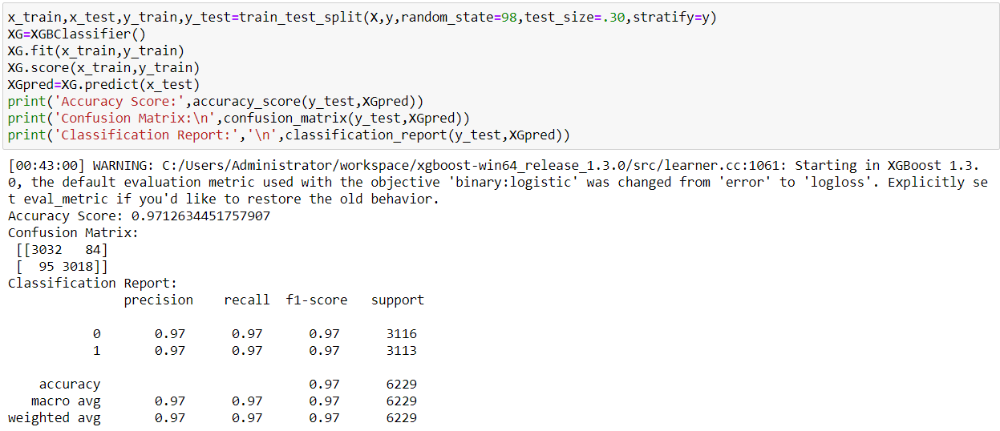 x_train,x_test,y_train,y_test=train_test_split(X,y,random_state=98,test_size=.30,stratify=y)
XG=XGBClassifier()
XG.fit(x_train,y_train)
XG.score(x_train,y_train)
XGpred=XG.predict(x_test)
print('Accuracy Score:',accuracy_score(y_test,XGpred))
print('Confusion Matrix:\n',confusion_matrix(y_test,XGpred))
print('Classification Report:','\n',classification_report(y_test,XGpred))
[00:43:00] WARNING: C:/Users/Administrator/workspace/xgboost-win64_release_1.3.0/src/learner.cc:1061: Starting in XGBoost 1.3.
0, the default evaluation metric used with the objective 'binary:logistic' was changed from 'error' to 'logloss'. Explicitly se
t eval_metric if you'd like to restore the old behavior.
Accuracy Score: 0.9712634451757907
Confusion Matrix:
 [[3032   84]
 [  95 3018]]
Classification Report:
               precision    recall  f1-score   support

           0       0.97      0.97      0.97      3116
           1       0.97      0.97      0.97      3113

    accuracy                           0.97      6229
   macro avg       0.97      0.97      0.97      6229
weighted avg       0.97      0.97      0.97      6229